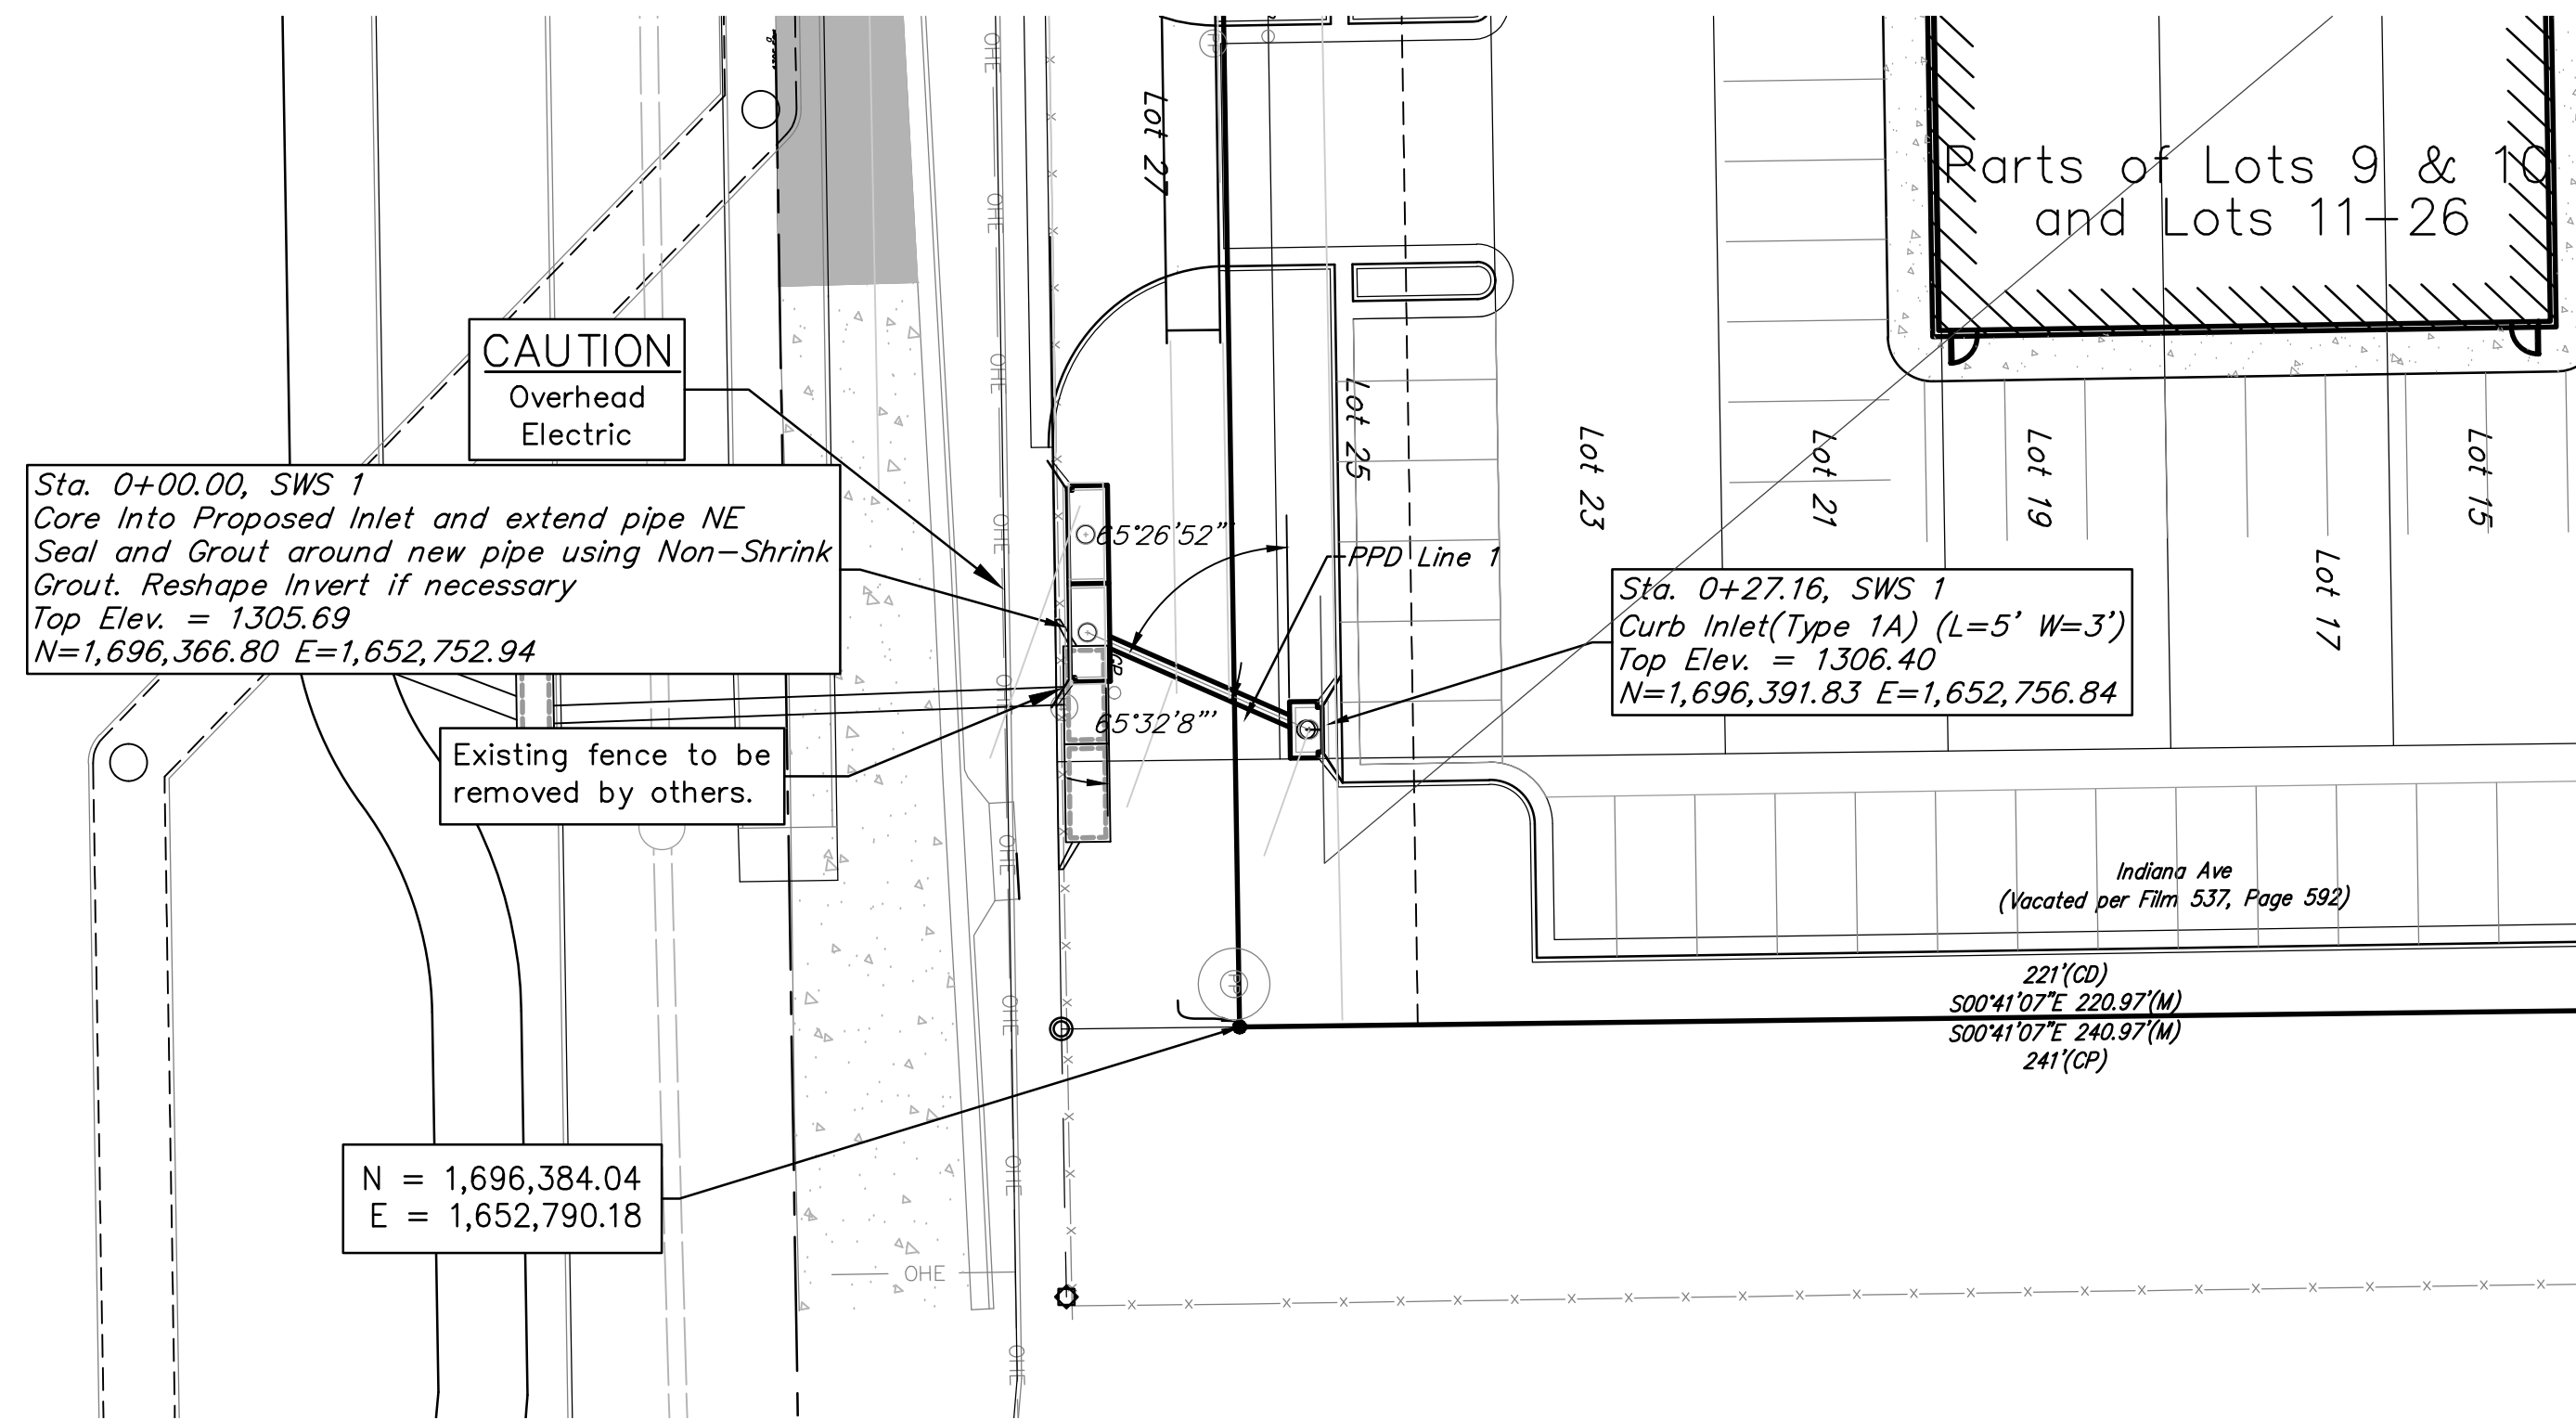 OHE
PP
Lot 27
OHE
Parts of Lots 9 & 10
and Lots 11-26
CAUTION
Overhead
Electric
OHE
Lot 25
Lot 23
Lot 21
Lot 19
Lot 15
Lot 17
Sta. 0+00.00, SWS 1
Core Into Proposed Inlet and extend pipe NE
Seal and Grout around new pipe using Non-Shrink
Grout. Reshape Invert if necessary
Top Elev. = 1305.69
N=1,696,366.80 E=1,652,752.94
OHE
65°26'52"
PPD Line 1
Sta. 0+27.16, SWS 1
Curb Inlet(Type 1A) (L=5' W=3')
Top Elev. = 1306.40
N=1,696,391.83 E=1,652,756.84
OHE
65°32'8"
Existing fence to be
removed by others.
OHE
Indiana Ave
(Vacated per Film 537, Page 592)
PP
221'(CD)
S00°41'07"E 220.97'(M)
S00°41'07"E 240.97'(M)
241'(CP)
OHE
N = 1,696,384.04
E = 1,652,790.18
OHE
OHE
OHE